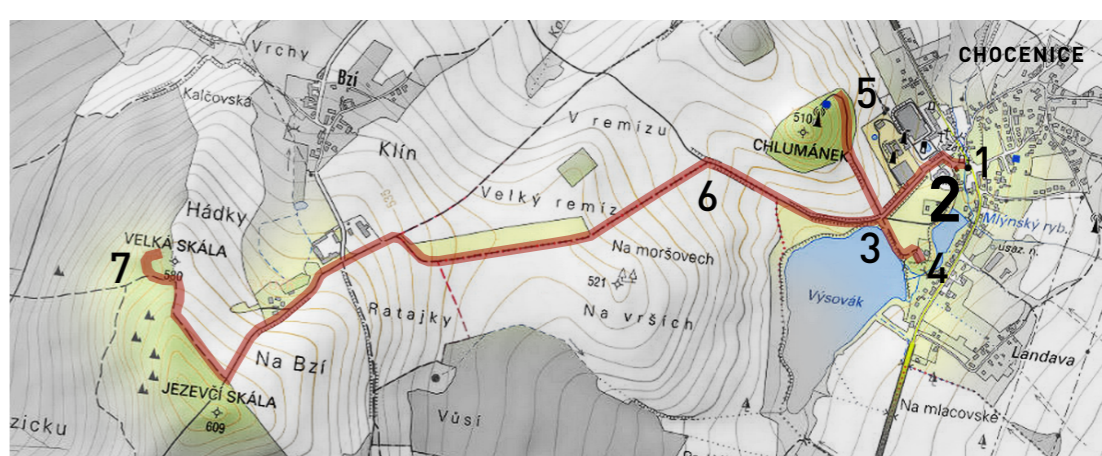 CHOCENICE
Vrchy
Bzí
Kalčovská
V remízu
510
5
CHLUMÁNEK
Klín
1
Velký remíz
6
2
Hádky
Mlýnský ryb.
VELKÁ SKÁLA
Na moršovech
3
usaz. n.
7
580
521
4
Výsovák
Ratajky
Na vrších
Na Bzí
Landava
JEZEVČÍ SKÁLA
609
Vůsí
Na mlacovské
zicku